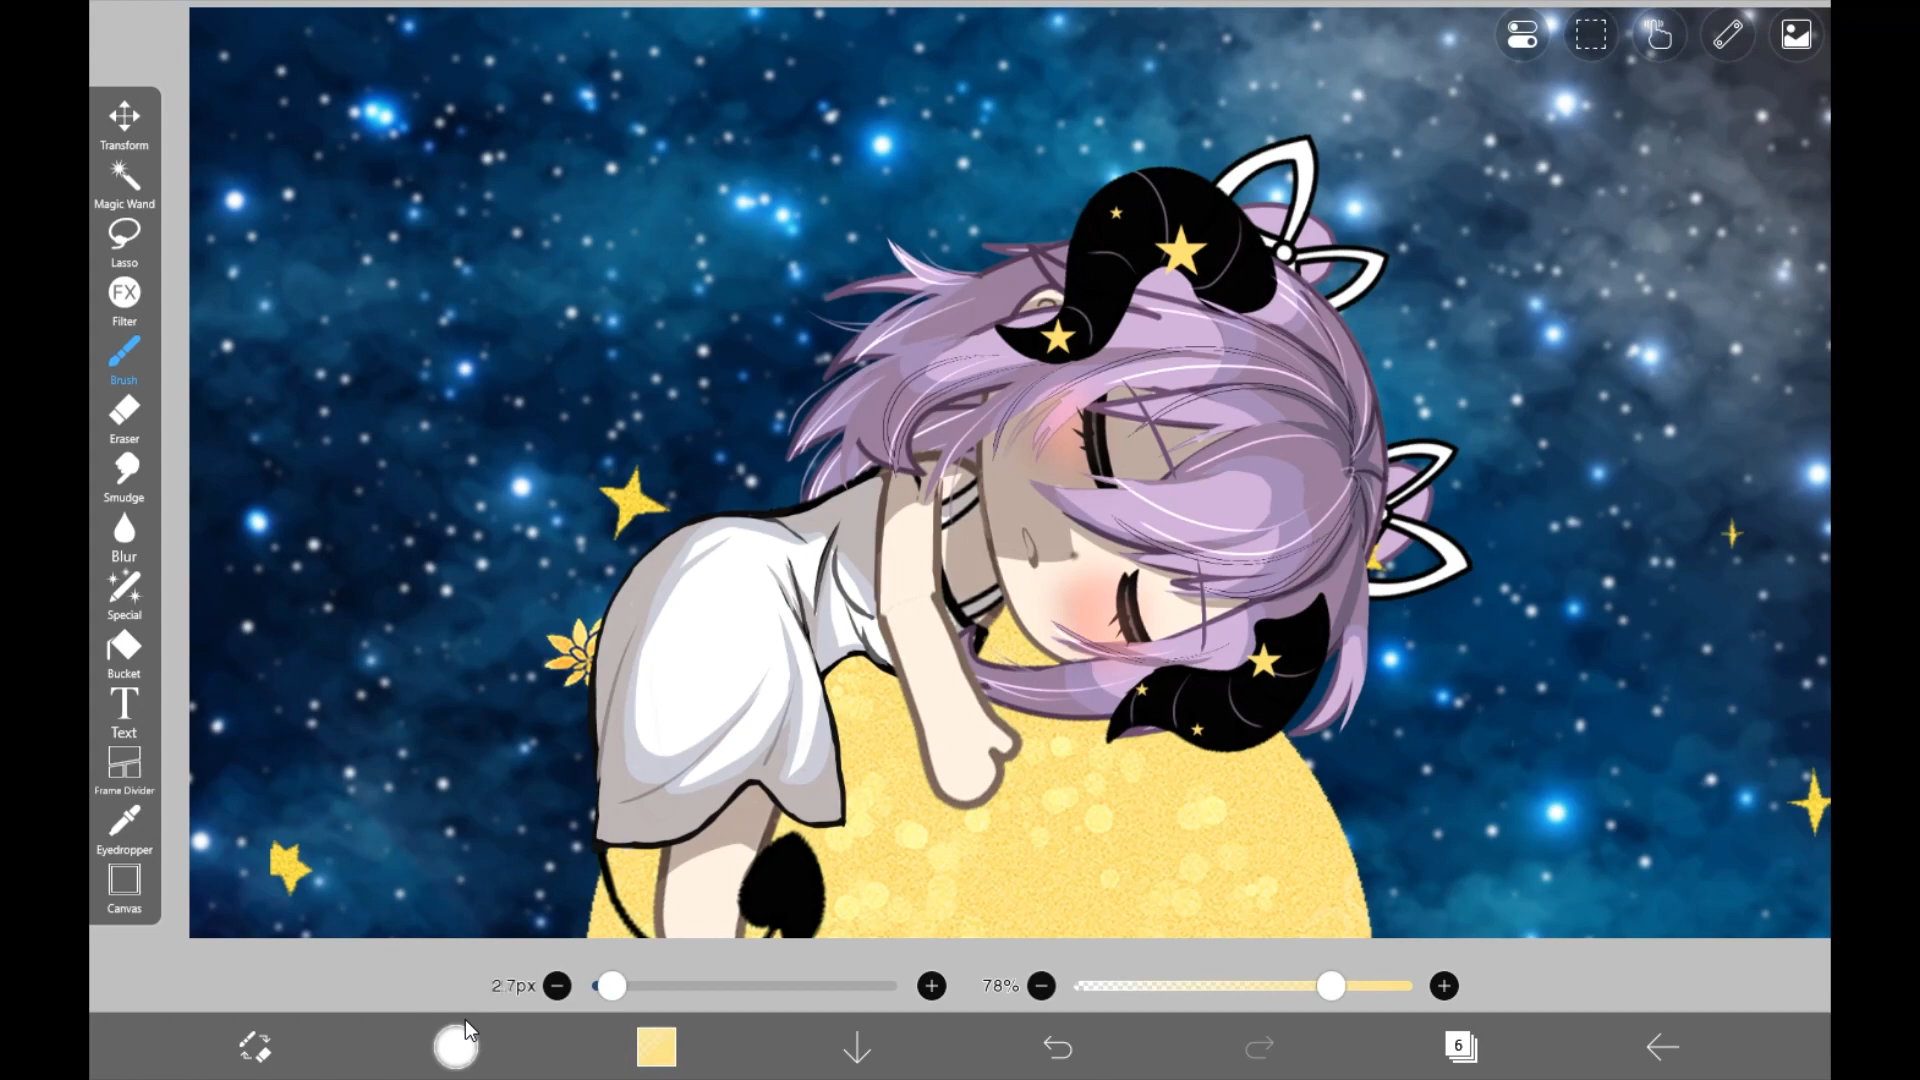 Transform
Magic Wand
Lasso
FX
Filter
Brush
Eraser
Smudge
Blur
Special
Bucket
T
Text
Frame Divider
Eyedropper
Canvas
2.7px
78%
6